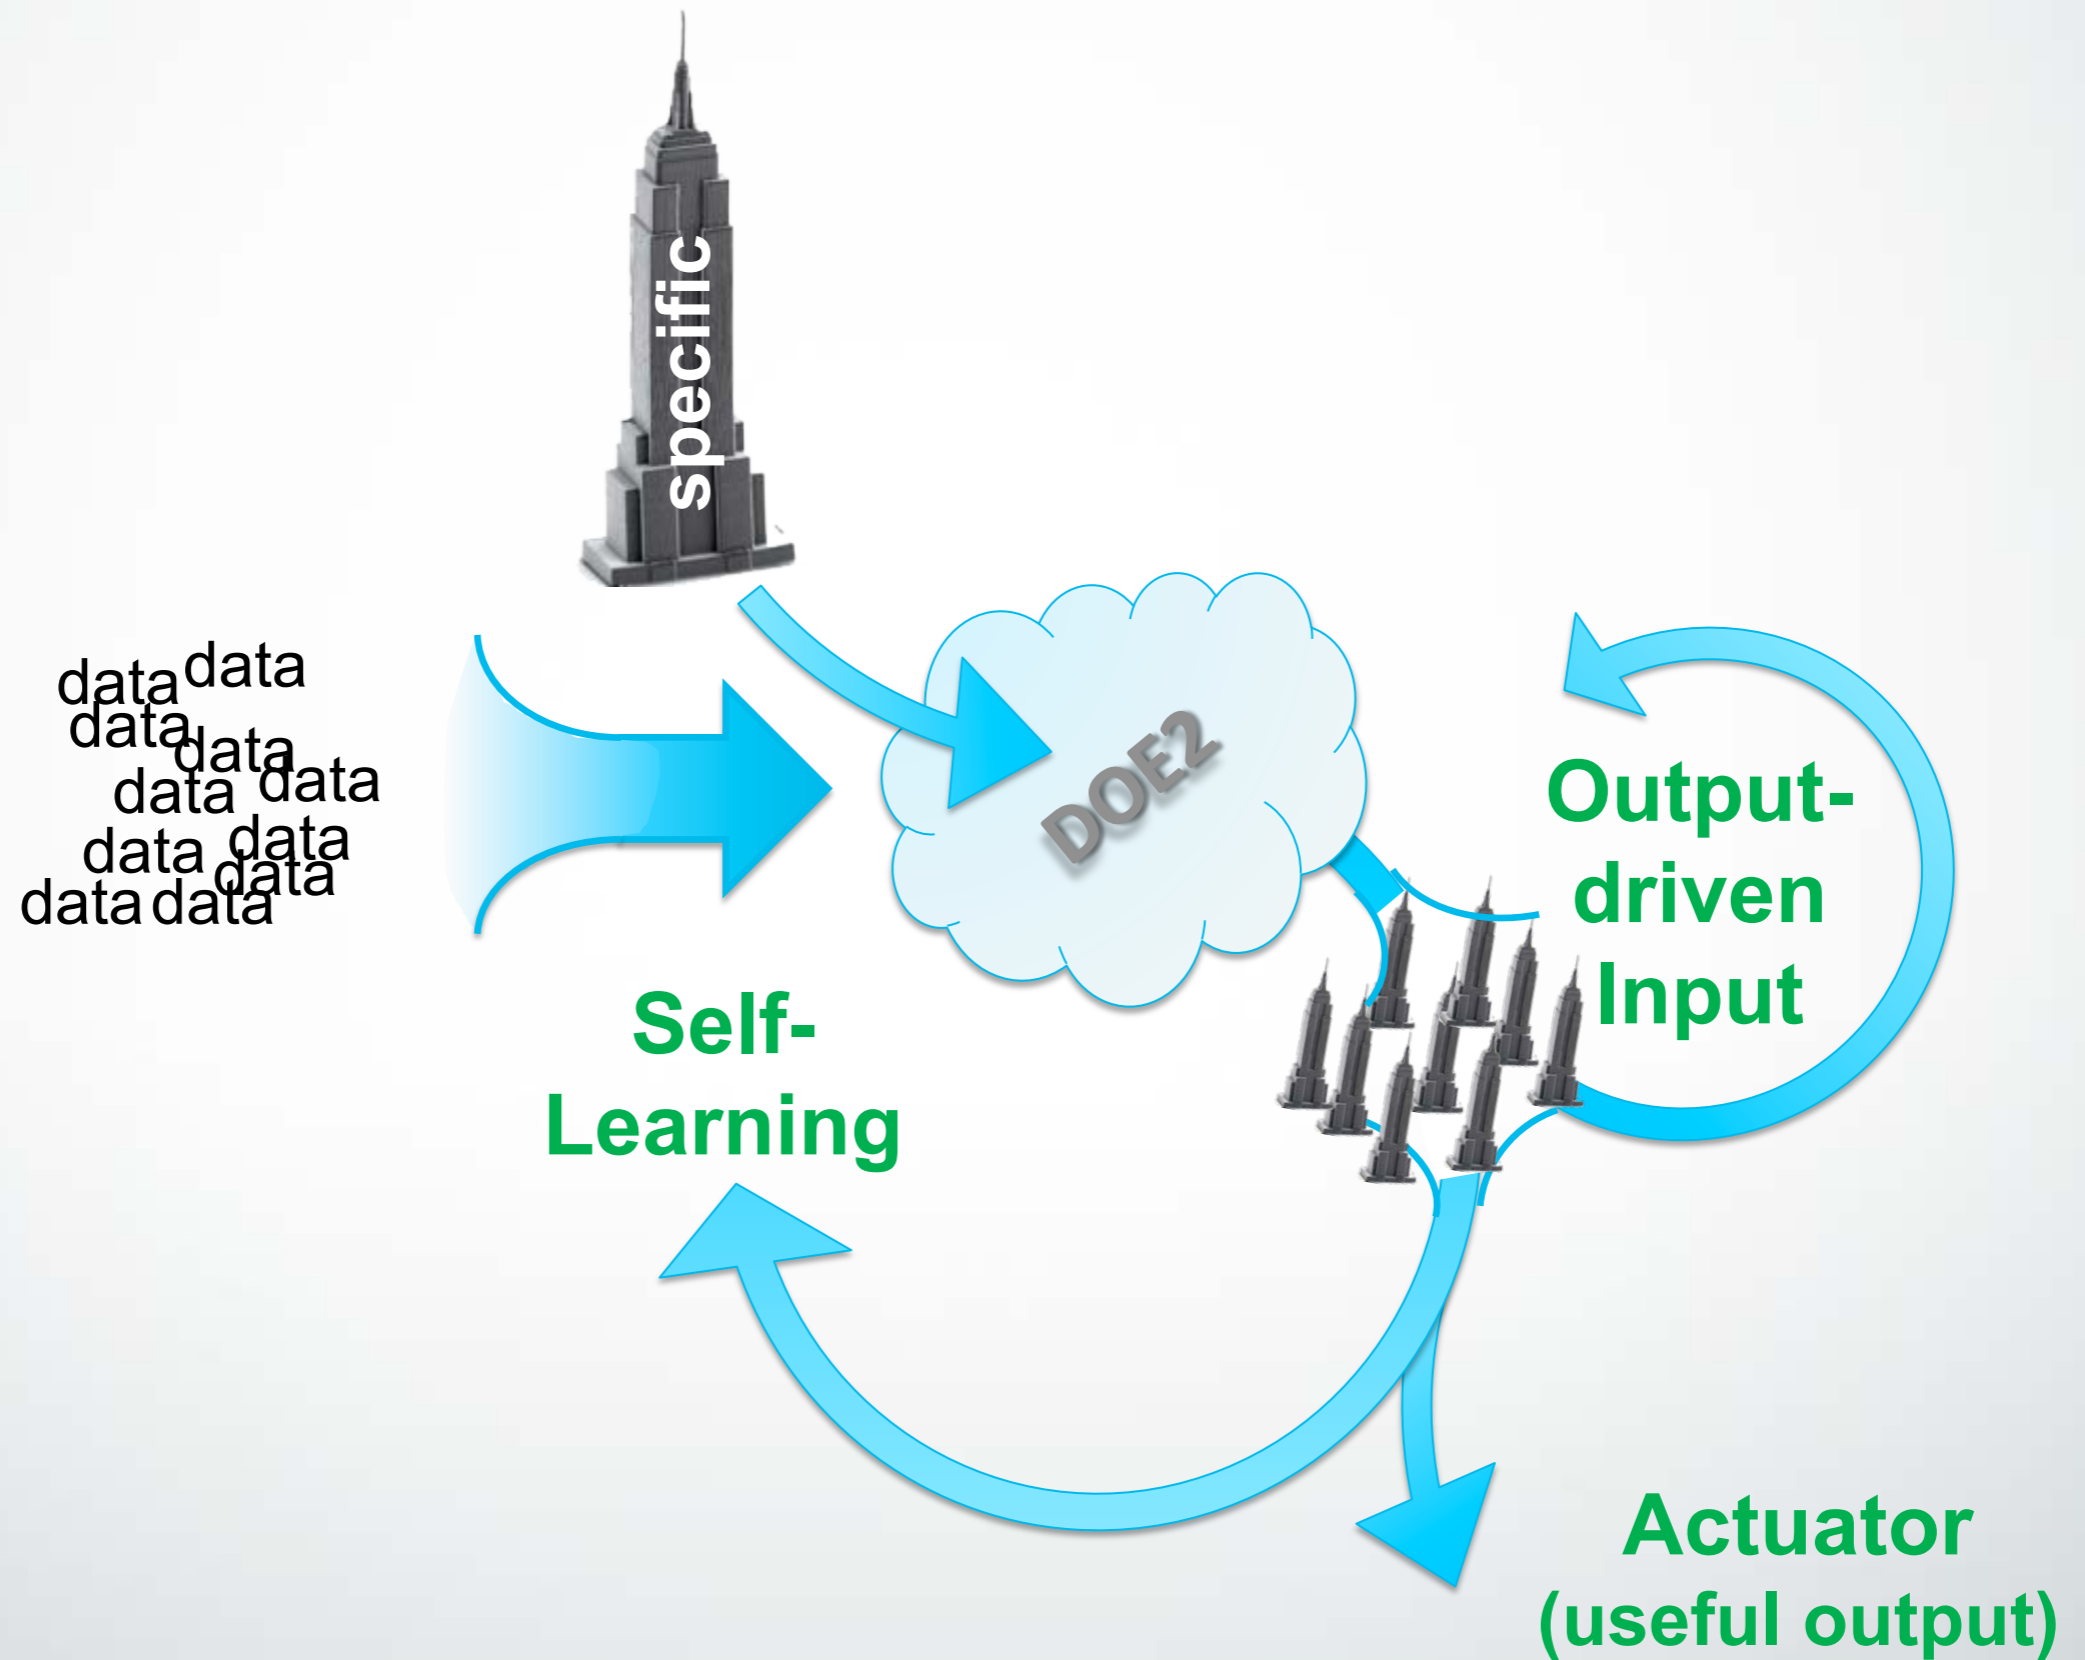 specific
data
data
data
data
data
data
data
data
data
data
data
DOE2
Output-
driven
Input
Self-
Learning
Actuator
(useful output)